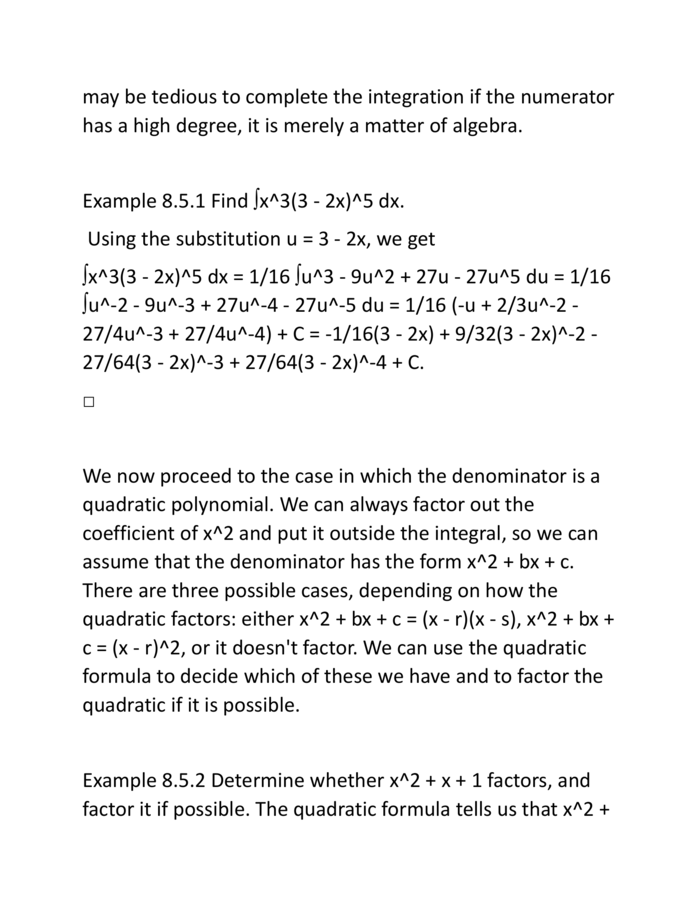 may be tedious to complete the integration if the numerator
has a high degree, it is merely a matter of algebra.
Example 8.5.1 Find ∫x^3(3 - 2x)^5 dx.
Using the substitution u = 3 - 2x, we get
∫x^3(3 - 2x)^5 dx = 1/16 ∫u^3 - 9u^2 + 27u - 27u^5 du = 1/16
∫u^-2 - 9u^-3 + 27u^-4 - 27u^-5 du = 1/16 (-u + 2/3u^-2 -
27/4u^-3 + 27/4u^-4) + C = -1/16(3 - 2x) + 9/32(3 - 2x)^-2 -
27/64(3 - 2x)^-3 + 27/64(3 - 2x)^-4 + C.
□
We now proceed to the case in which the denominator is a
quadratic polynomial. We can always factor out the
coefficient of x^2 and put it outside the integral, so we can
assume that the denominator has the form x^2 + bx + c.
There are three possible cases, depending on how the
quadratic factors: either x^2 + bx + c = (x - r)(x - s), x^2 + bx +
c = (x - r)^2, or it doesn't factor. We can use the quadratic
formula to decide which of these we have and to factor the
quadratic if it is possible.
Example 8.5.2 Determine whether x^2 + x + 1 factors, and
factor it if possible. The quadratic formula tells us that x^2 +